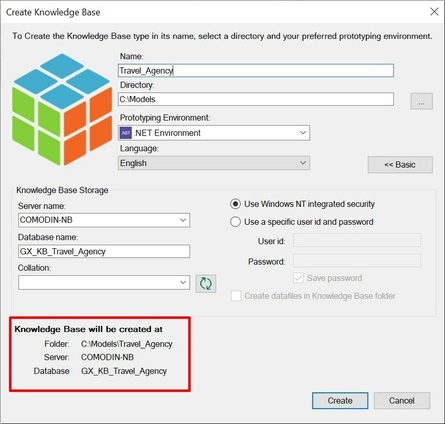 Create Knowledge Base
To Create the Knowledge Base type in its name, select a directory and your preferred prototyping environment.
Name:
Travel_Agency
Directory:
C:\Models
...
Prototyping Environment:
.NET .NET Environment
Language:
English
<< Basic
Knowledge Base Storage
Server name:
COMODIN-NB
Database name:
GX_KB_Travel_Agency
Collation:
Use Windows NT integrated security
Use a specific user id and password
User id:
Password:
Save password
Create datafiles in Knowledge Base folder
Knowledge Base will be created at
Folder: C:\Models\Travel_Agency
Server: COMODIN-NB
Database GX_KB_Travel_Agency
Create
Cancel